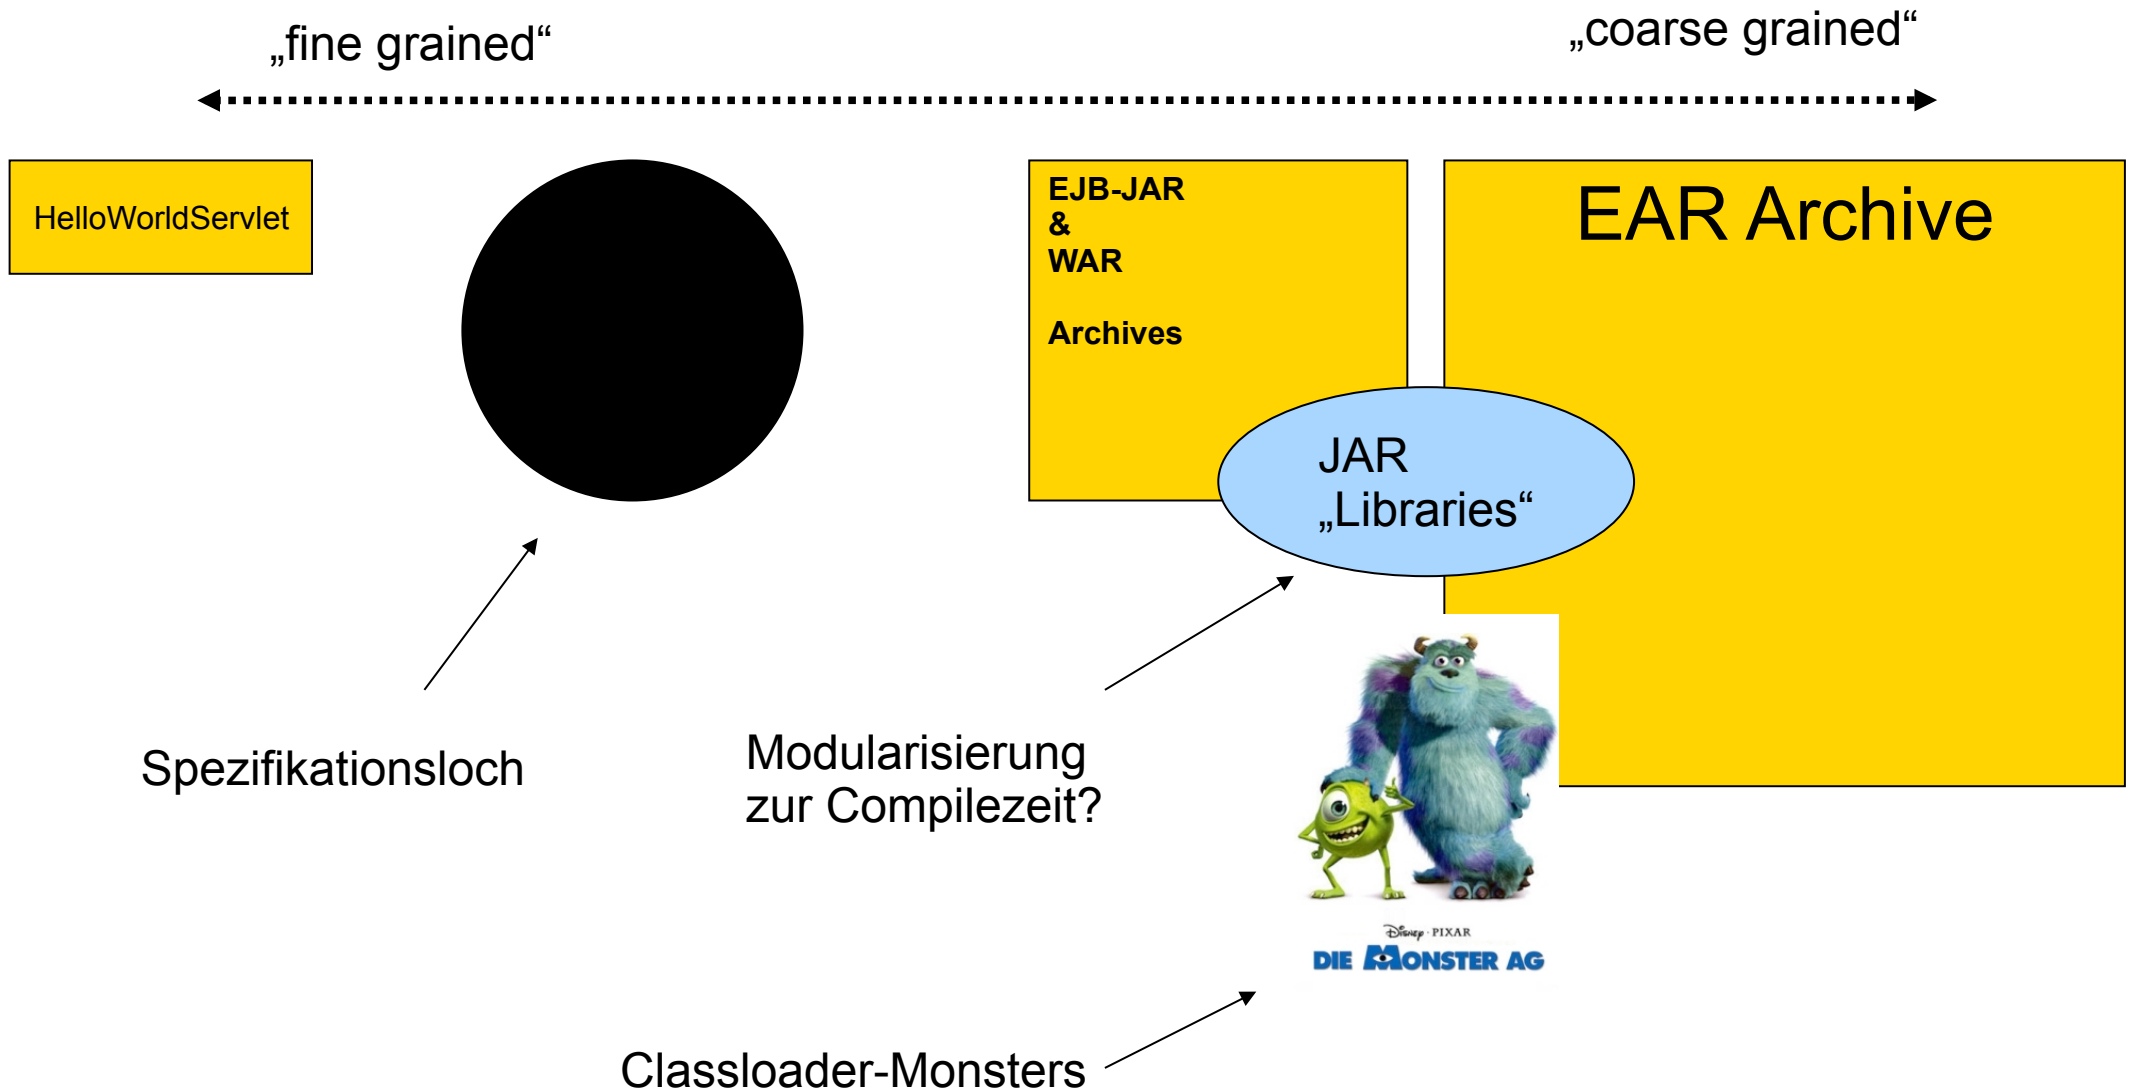 „fine grained“
„coarse grained“
HelloWorldServlet
EJB-JAR
&
WAR
Archives
EAR Archive
JAR
„Libraries“
Spezifikationsloch
Modularisierung
zur Compilezeit?
DISNEY · PIXAR
DIE MONSTER AG
Classloader-Monsters